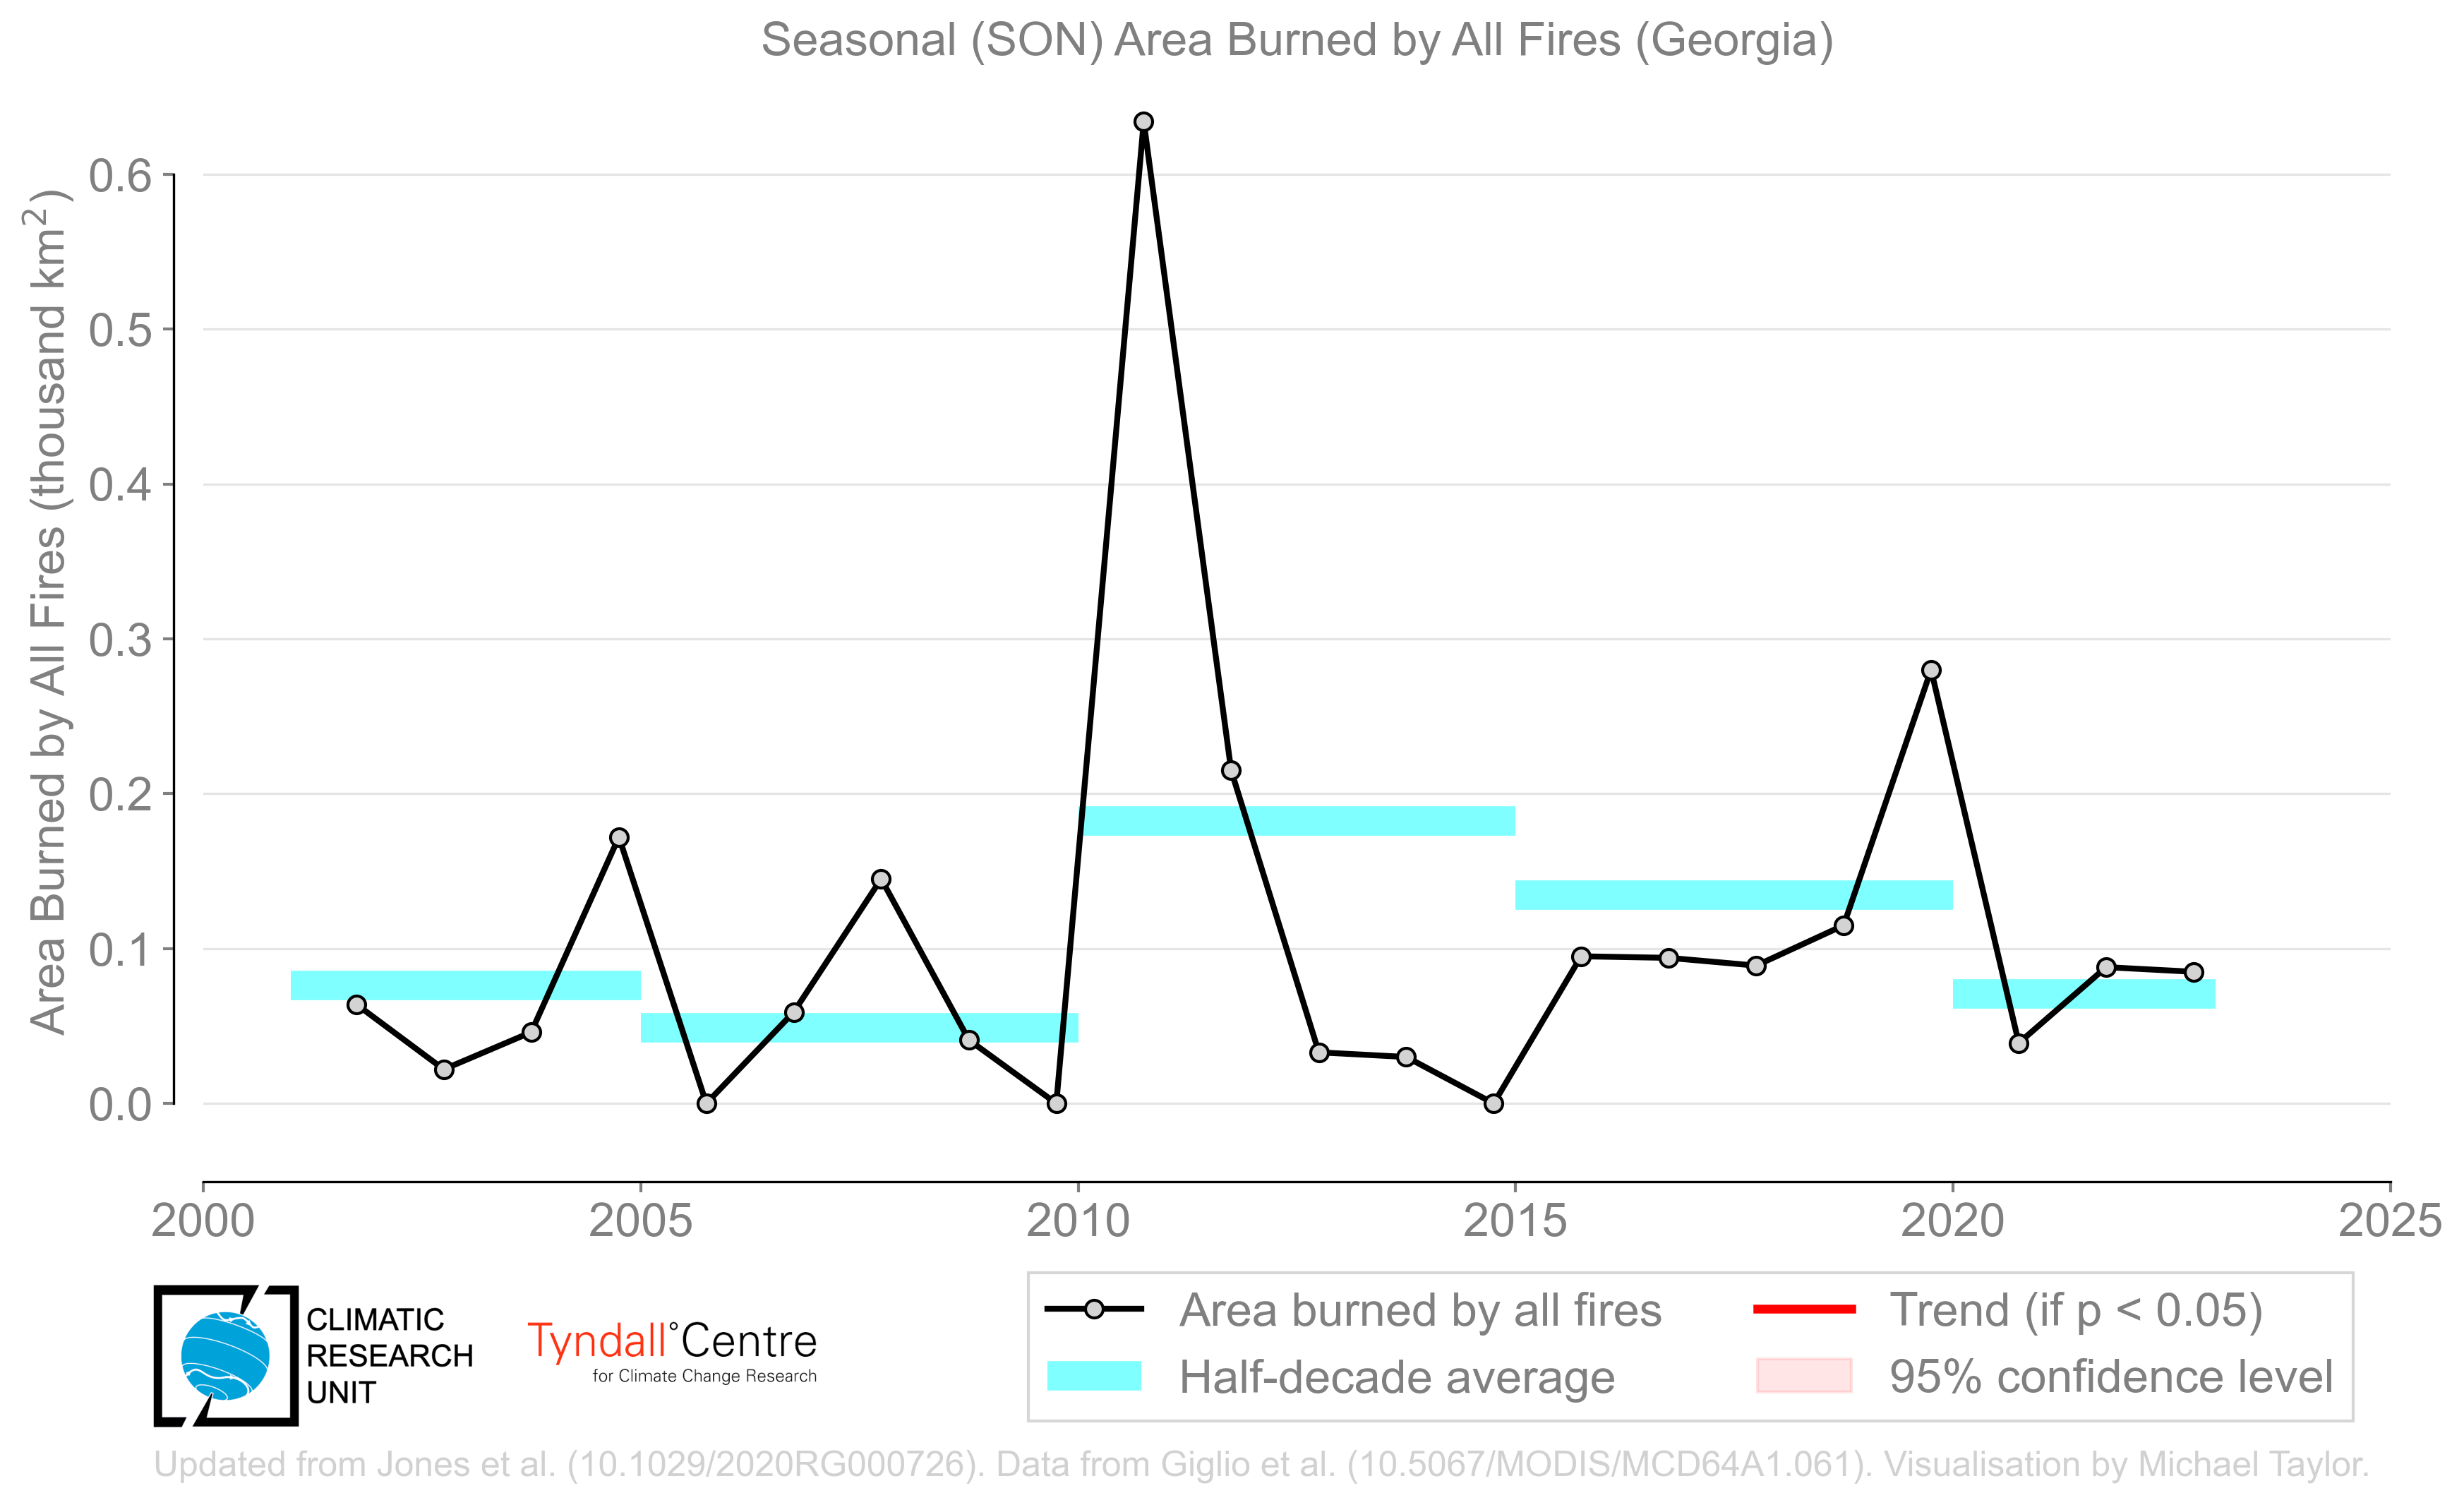 Seasonal (SON) Area Burned by All Fires (Georgia)
Area Burned by All Fires (thousand km²)
0.6
0.5
0.4
0.3
0.2
0.1
0.0
2000
2005
2010
2015
2020
2025
CLIMATIC
RESEARCH
UNIT
Tyndall°Centre
for Climate Change Research
Area burned by all fires
Half-decade average
Trend (if p < 0.05)
95% confidence level
Updated from Jones et al. (10.1029/2020RG000726). Data from Giglio et al. (10.5067/MODIS/MCD64A1.061). Visualisation by Michael Taylor.